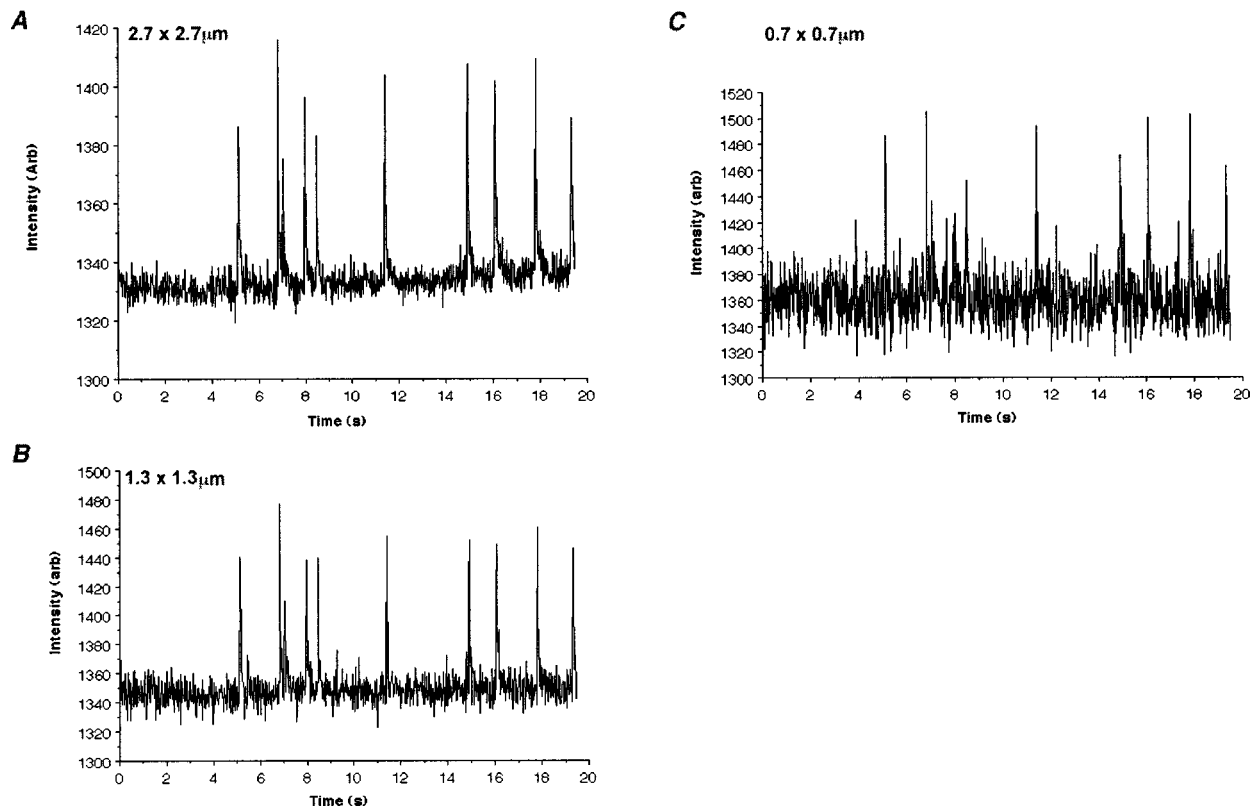 A
2.7 x 2.7µm
1420
1400
1380
1360
1340
1320
1300
Intensity (Arb)
0 2 4 6 8 10 12 14 16 18 20
Time (s)
B
1.3 x 1.3µm
1500
1480
1460
1440
1420
1400
1380
1360
1340
1320
1300
Intensity (arb)
0 2 4 6 8 10 12 14 16 18 20
Time (s)
C
0.7 x 0.7µm
1520
1500
1480
1460
1440
1420
1400
1380
1360
1340
1320
1300
Intensity (arb)
0 2 4 6 8 10 12 14 16 18 20
Time (s)